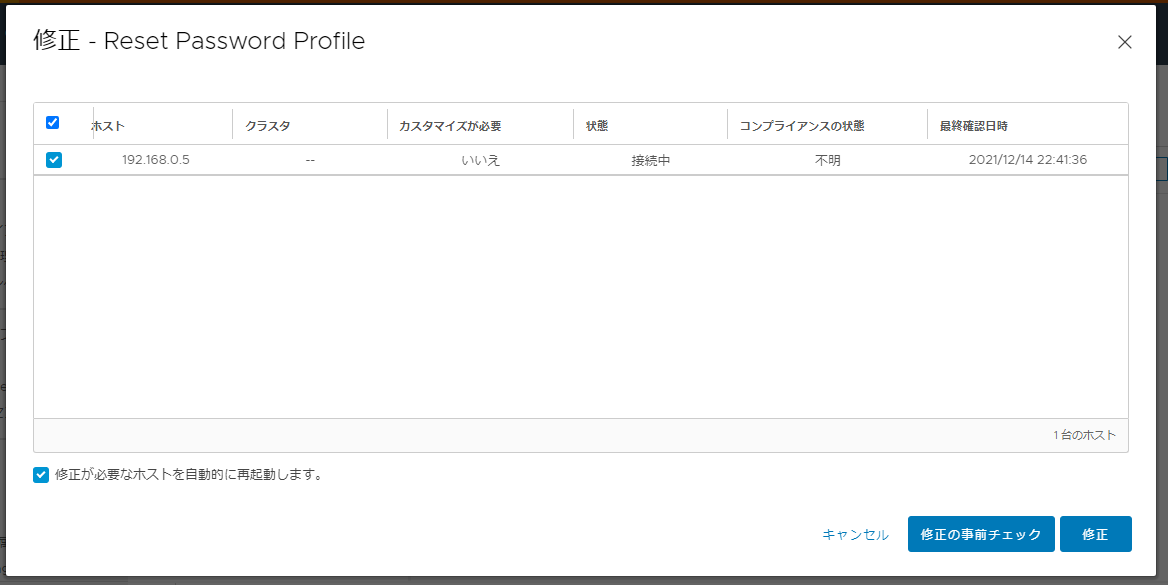 修正 - Reset Password Profile
ホスト クラスタ カスタマイズが必要 状態 コンプライアンスの状態 最終確認日時
192.168.0.5 -- いいえ 接続中 不明 2021/12/14 22:41:36
1 台のホスト
修正が必要なホストを自動的に再起動します。
キャンセル 修正の事前チェック 修正